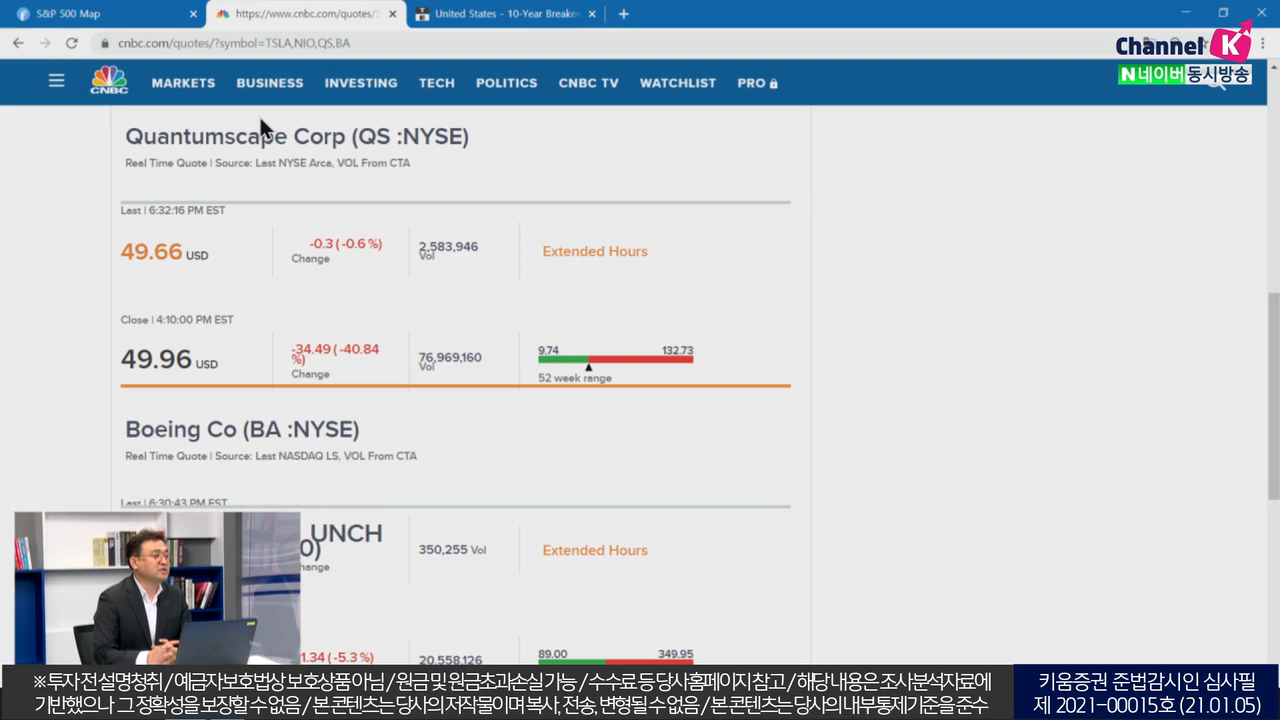 S&P 500 Map
https://www.cnbc.com/quotes/?
United States - 10-Year Breakev
cnbc.com/quotes/?symbol=TSLA,NIO,QS,BA
Channel K
N네이버동시방송
CNBC
MARKETS BUSINESS INVESTING TECH POLITICS CNBC TV WATCHLIST PRO
Quantumscape Corp (QS :NYSE)
Real Time Quote | Source: Last NYSE Arca, VOL From CTA
Last | 6:32:16 PM EST
49.66 USD
-0.3 ( -0.6 %)
Change
2,583,946
Vol
Extended Hours
Close | 4:10:00 PM EST
49.96 USD
-34.49 ( -40.84
%)
Change
76,969,160
Vol
9.74 132.73
52 week range
Boeing Co (BA :NYSE)
Real Time Quote | Source: Last NASDAQ LS, VOL From CTA
Last | 6:30:43 PM EST
UNCH
0)
hange
350,255 Vol
Extended Hours
1.34 ( -5.3 %)
20,558,126
89.00 349.95
※투자 전 설명청취 / 예금자보호법상 보호상품 아님 / 원금 및 원금초과손실 가능 / 수수료 등 당사홈페이지 참고 / 해당 내용은 조사분석자료에
기반했으나 그 정확성을 보장할 수 없음 / 본 콘텐츠는 당사의 저작물이며 복사, 전송, 변형될 수 없음 / 본 콘텐츠는 당사의 내부통제기준을 준수
키움증권 준법감시인 심사필
제 2021-00015호 (21.01.05)